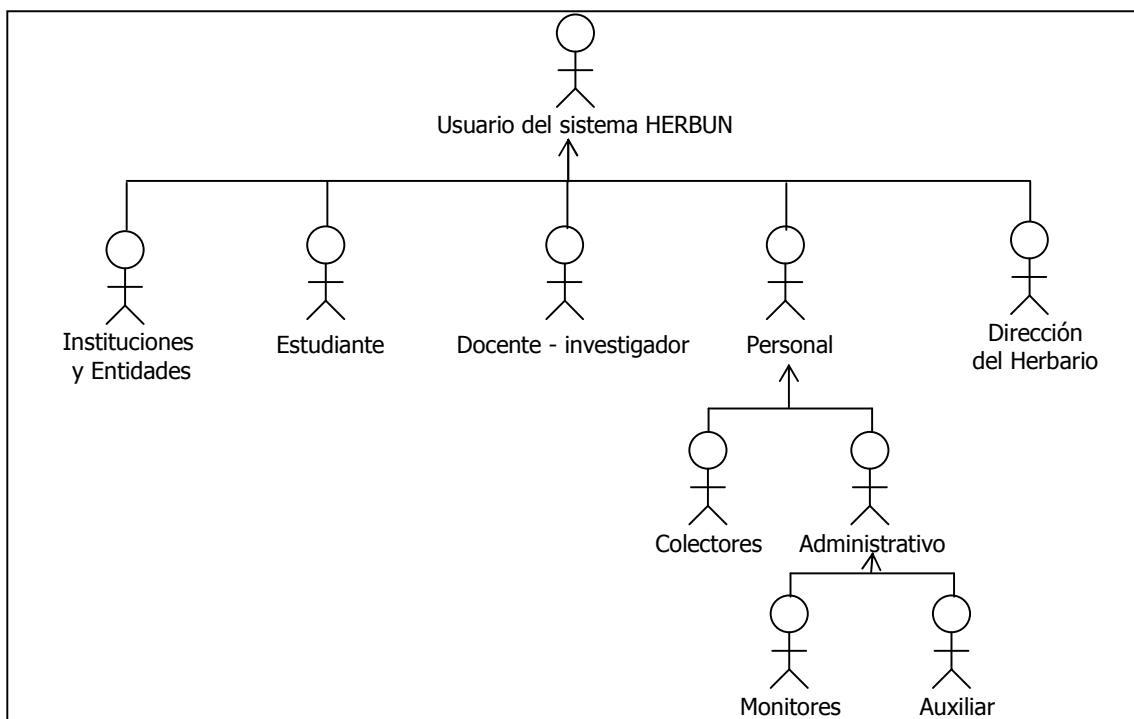 Usuario del sistema HERBUN
Instituciones
y Entidades
Estudiante
Docente - investigador
Personal
Dirección
del Herbario
Colectores
Administrativo
Monitores
Auxiliar